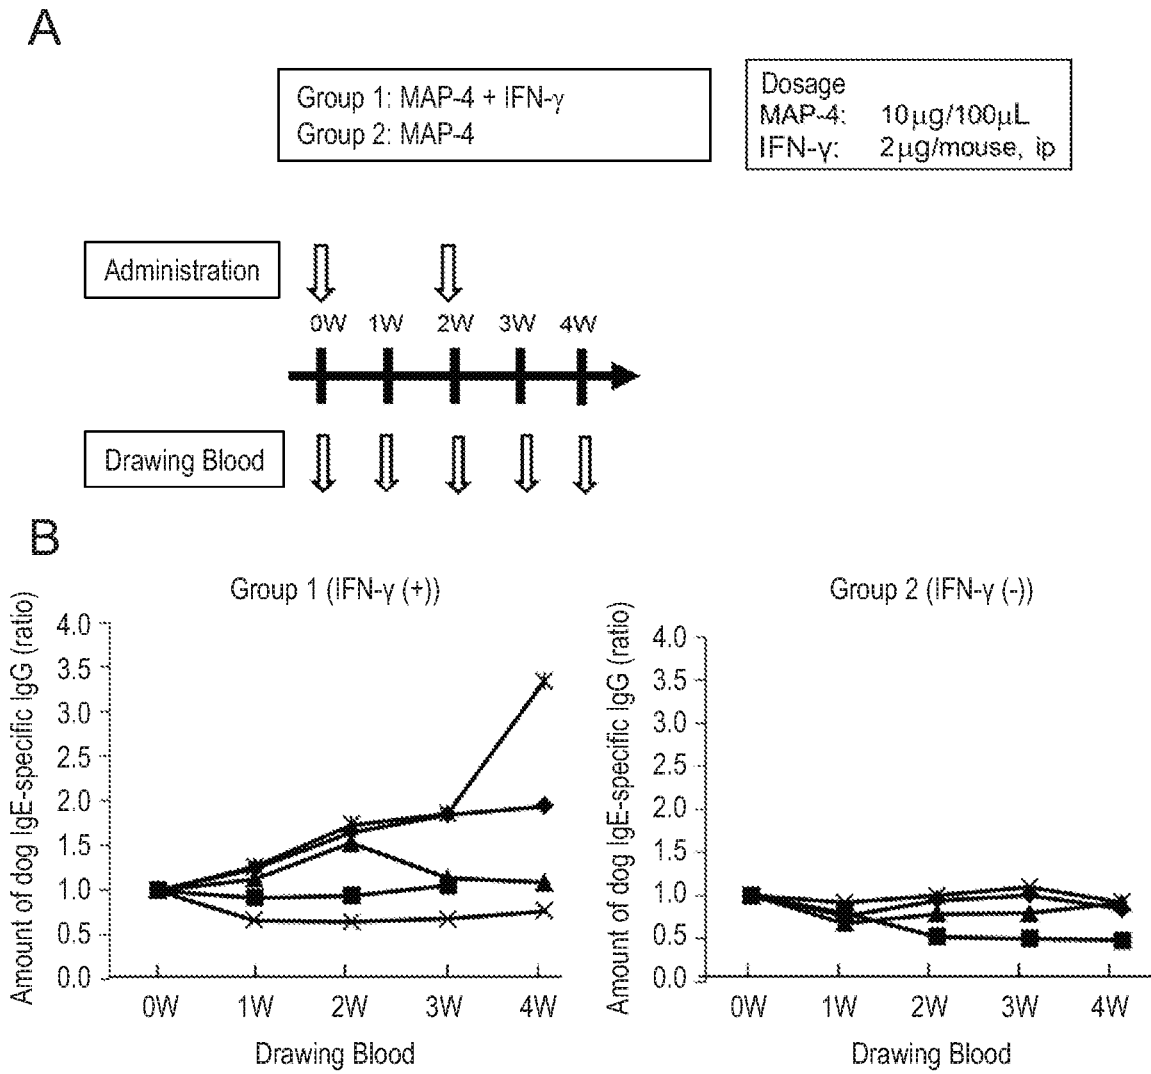 A
Group 1: MAP-4 + IFN-γ
Group 2: MAP-4
Dosage
MAP-4: 10μg/100μL
IFN-γ: 2μg/mouse, ip
Administration
0W 1W 2W 3W 4W
Drawing Blood
B
Group 1 (IFN-γ (+))
Amount of dog IgE-specific IgG (ratio)
4.0
3.5
3.0
2.5
2.0
1.5
1.0
0.5
0.0
0W 1W 2W 3W 4W
Drawing Blood
Group 2 (IFN-γ (-))
Amount of dog IgE-specific IgG (ratio)
4.0
3.5
3.0
2.5
2.0
1.5
1.0
0.5
0.0
0W 1W 2W 3W 4W
Drawing Blood